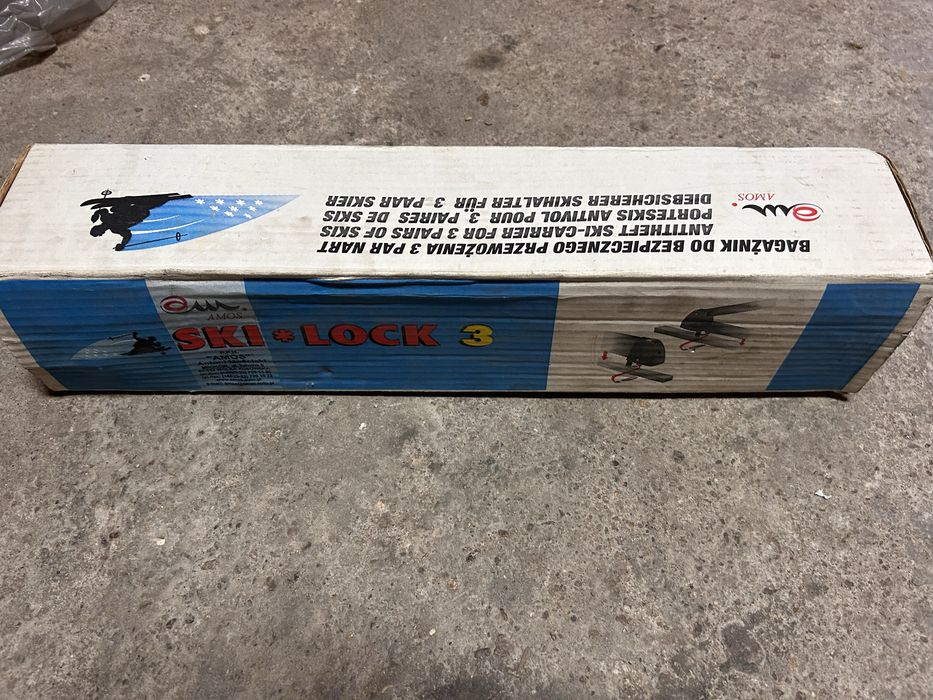 AMOS
BAGAŻNIK DO BEZPIECZNEGO PRZEWOŻENIA 3 PAR NART
ANTITHEFT SKI-CARRIER FOR 3 PAIRS OF SKIS
PORTESKIS ANTIVOL POUR 3 PAIRES DE SKIS
DIEBSICHERER SKIHALTER FÜR 3 PAAR SKIER
AMOS
SKI*LOCK 3
"AMOS"